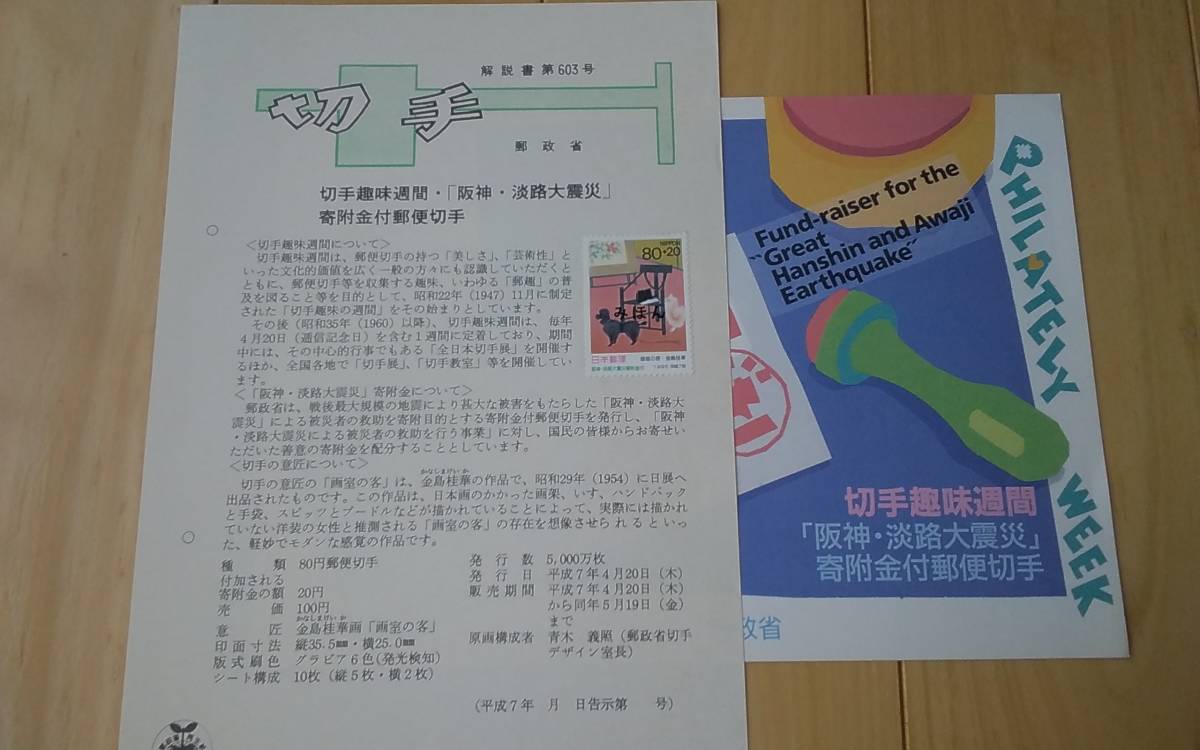 解説書第603号
切手
郵政省
切手趣味週間・「阪神・淡路大震災」
寄附金付郵便切手
＜切手趣味週間について＞
切手趣味週間は、郵便切手の持つ「美しさ」、「芸術性」と
いった文化的価値を広く一般の方々にも認識していただくと
ともに、郵便切手等を収集する趣味、いわゆる「郵趣」の普
及を図ること等を目的として、昭和22年（1947）11月に制定
された「切手趣味の週間」をその始まりとしています。
その後（昭和35年（1960）以降）、切手趣味週間は、毎年
４月20日（逓信記念日）を含む１週間に定着しており、期間
中には、その中心的行事でもある「全日本切手展」を開催す
るほか、全国各地で「切手展」、「切手教室」等を開催してい
ます。
＜「阪神・淡路大震災」寄附金について＞
郵政省は、戦後最大規模の地震により甚大な被害をもたらした「阪神・淡路大
震災」による被災者の救助を寄附目的とする寄附金付郵便切手を発行し、「阪神
・淡路大震災による被災者の救助を行う事業」に対し、国民の皆様からお寄せい
ただいた善意の寄附金を配分することとしています。
＜切手の意匠について＞
かなしまけいか
切手の意匠の「画室の客」は、金島桂華の作品で、昭和29年（1954）に日展へ
出品されたものです。この作品は、日本画のかかった画架、いす、ハンドバック
と手袋、スピッツとプードルなどが描かれていることによって、実際には描かれ
ていない洋装の女性と推測される「画室の客」の存在を想像させられるといっ
た、軽妙でモダンな感覚の作品です。
種類 80円郵便切手
付加される
寄附金の額 20円
売価 100円
かなしまけいか
意匠 金島桂華画「画室の客」
印面寸法 縦35.5㎜・横25.0㎜
版式刷色 グラビア６色（発光検知）
シート構成 10枚（縦５枚・横２枚）
発行数 5,000万枚
発行日 平成７年４月20日（木）
販売期間 平成７年４月20日（木）
から同年５月19日（金）
まで
原画構成者 青木 義照（郵政省切手
デザイン室長）
（平成７年 月 日告示第 号）
NIPPON
80+20
みほん
日本郵便
画室の客・金島桂華
PHILATELY WEEK
Fund-raiser for the
"Great
Hanshin and Awaji
Earthquake"
切手趣味週間
「阪神・淡路大震災」
寄附金付郵便切手
政省